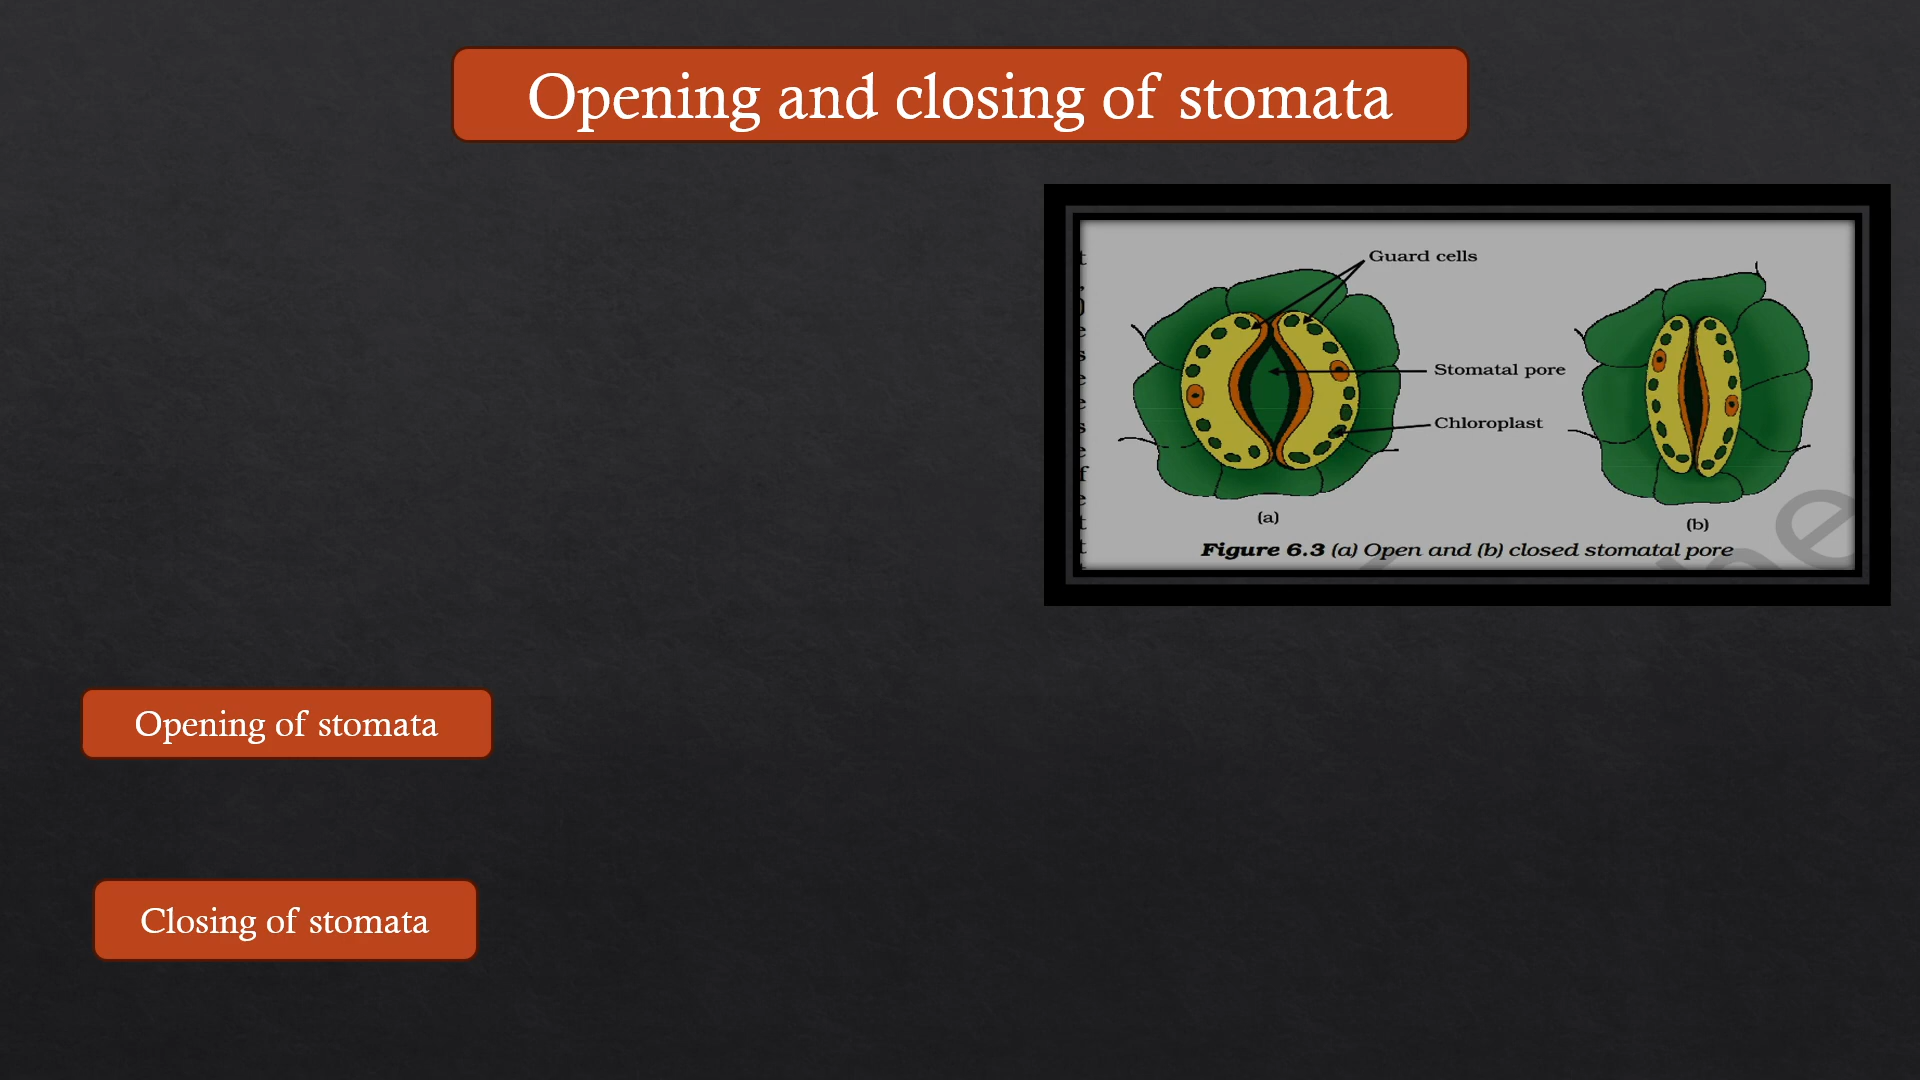 Opening and closing of stomata
Guard cells
Stomatal pore
Chloroplast
(a)
(b)
Figure 6.3 (a) Open and (b) closed stomatal pore
Opening of stomata
Closing of stomata